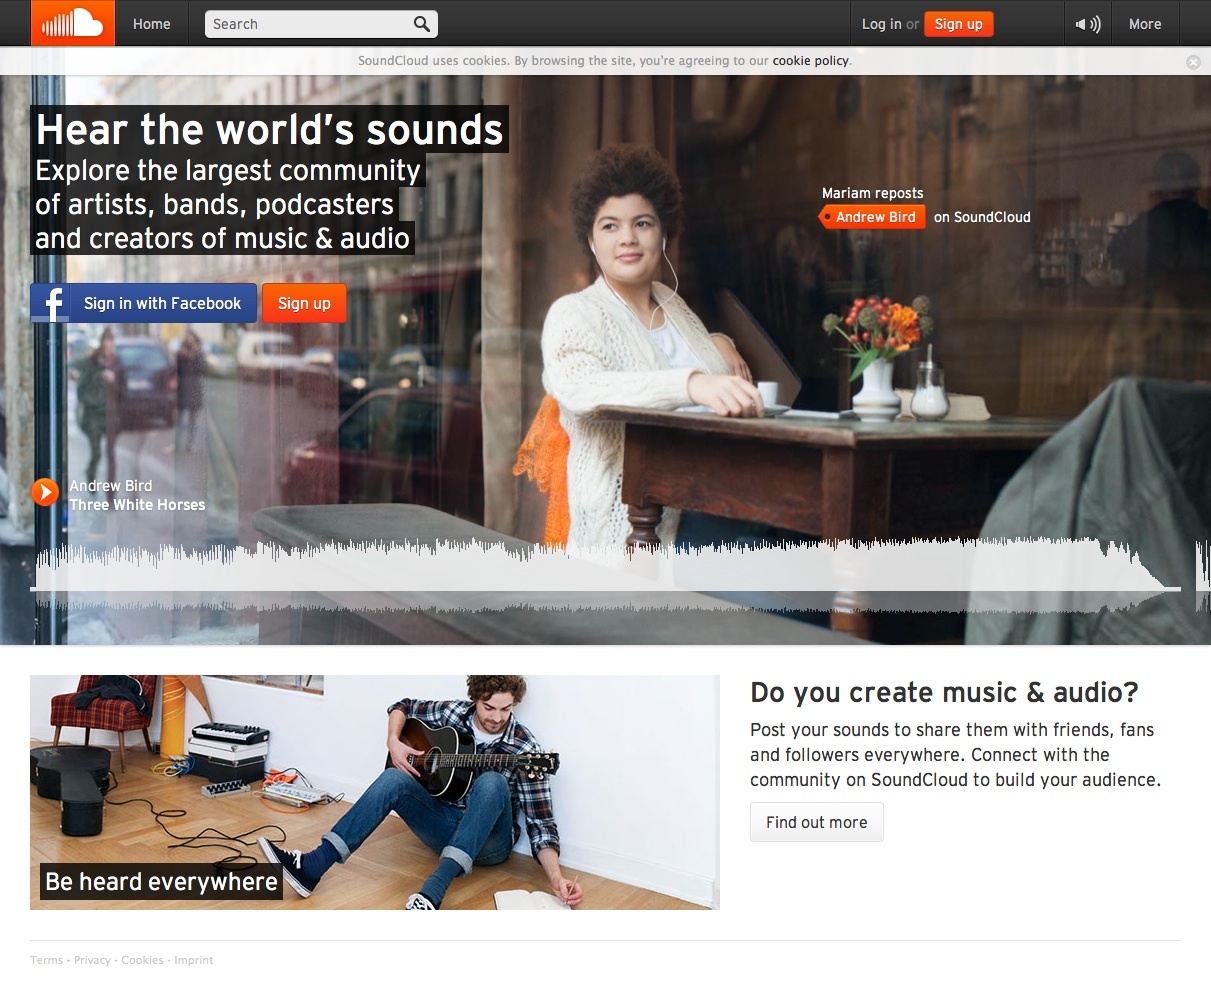 Home
Search
Log in or Sign up
More
SoundCloud uses cookies. By browsing the site, you're agreeing to our cookie policy.
Hear the world's sounds
Explore the largest community
of artists, bands, podcasters
and creators of music & audio
Mariam reposts
Andrew Bird on SoundCloud
f Sign in with Facebook
Sign up
Andrew Bird
Three White Horses
Be heard everywhere
Do you create music & audio?
Post your sounds to share them with friends, fans
and followers everywhere. Connect with the
community on SoundCloud to build your audience.
Find out more
Terms - Privacy - Cookies - Imprint